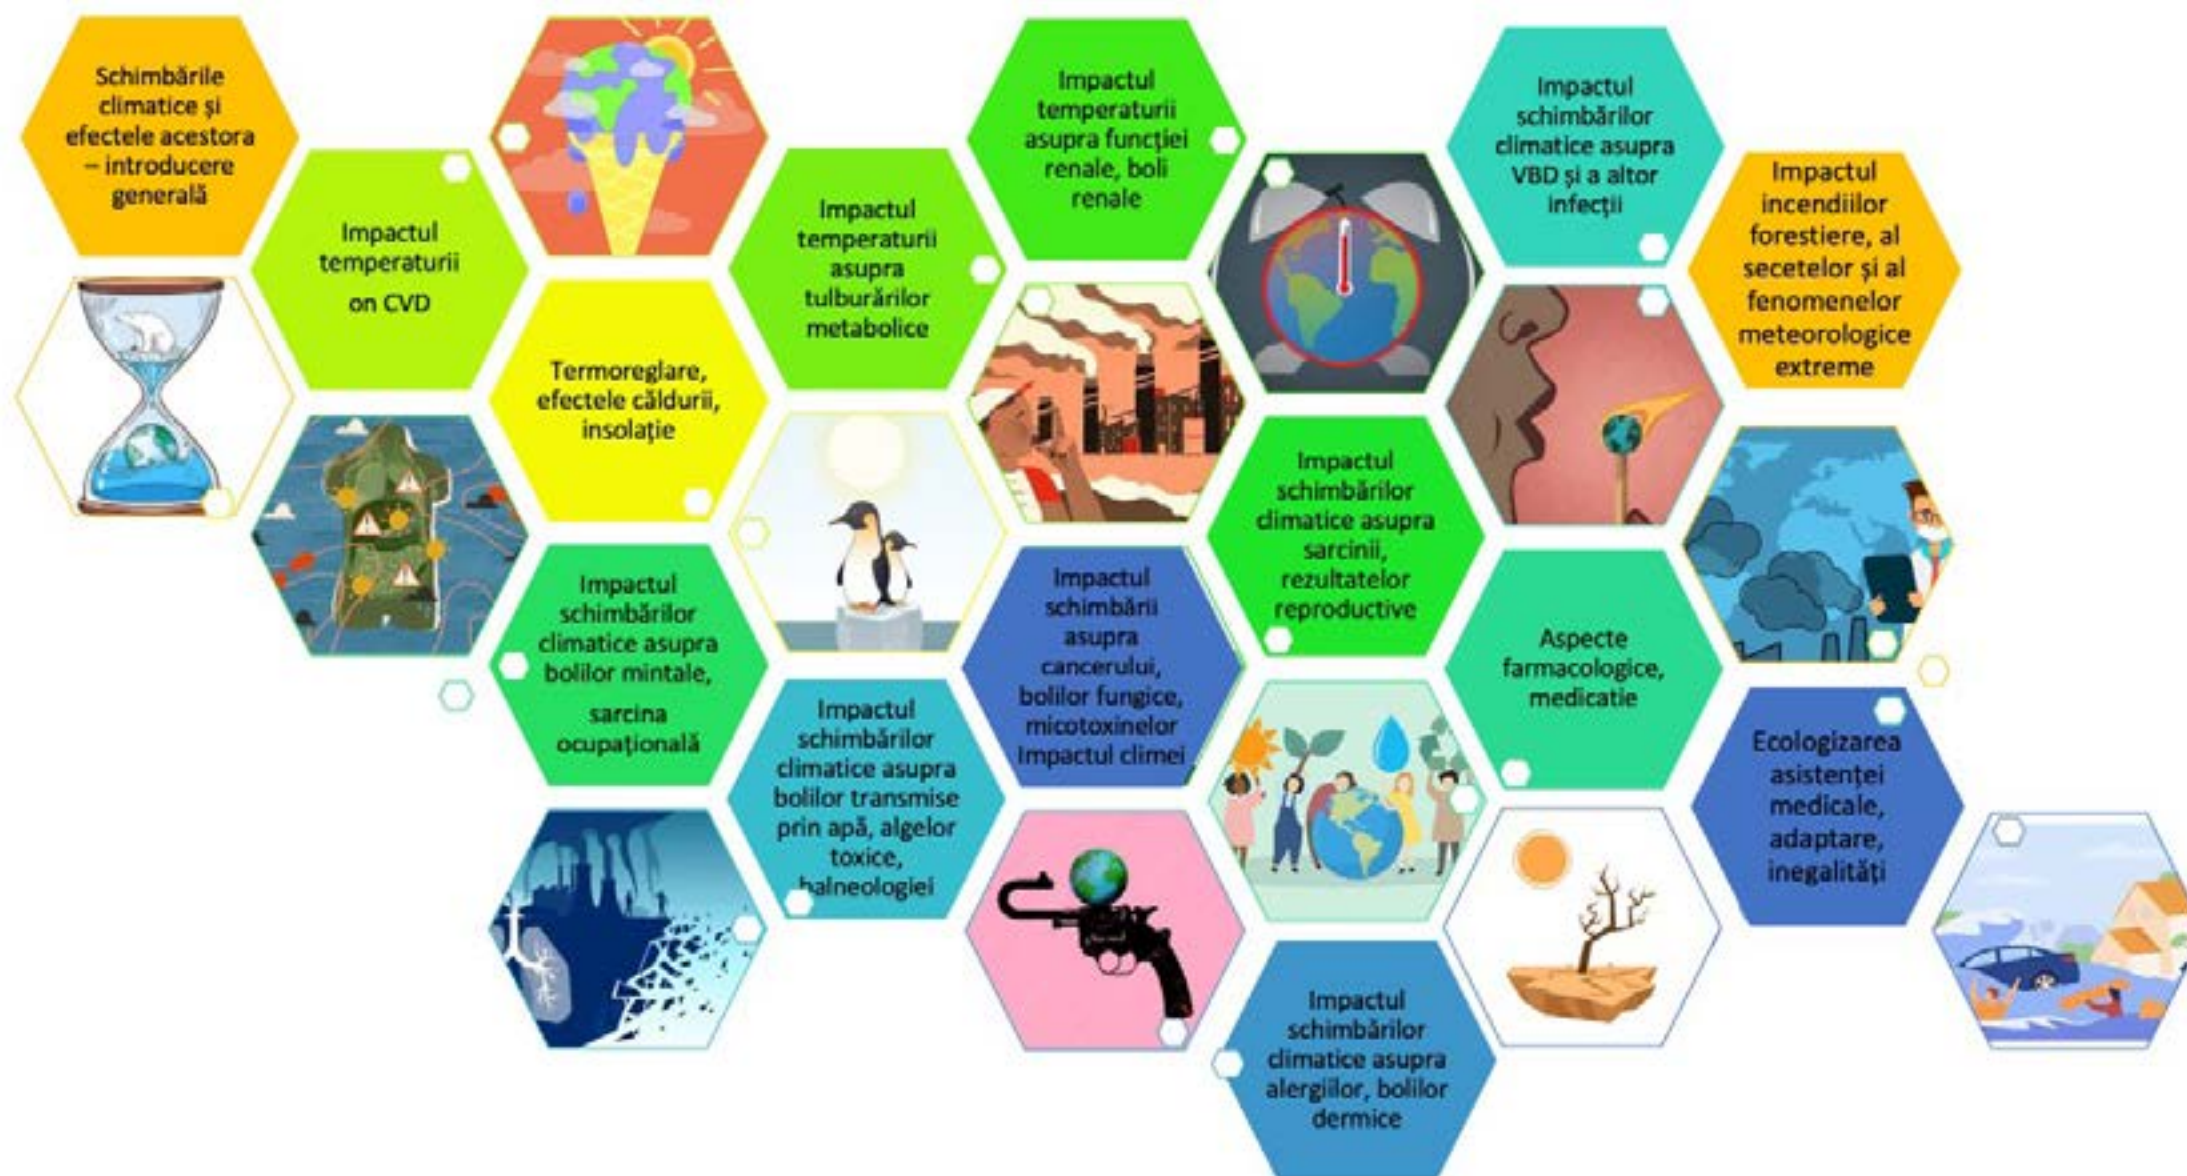 Schimbările
climatice și
efectele acestora
– introducere
generală
Impactul
temperaturii
on CVD
Termoreglare,
efectele căldurii,
insolație
Impactul
temperaturii
asupra
tulburărilor
metabolice
Impactul
temperaturii
asupra funcției
renale, boli
renale
Impactul
schimbărilor
climatice asupra
VBD și a altor
infecții
Impactul
incendiilor
forestiere, al
secetelor și al
fenomenelor
meteorologice
extreme
Impactul
schimbărilor
climatice asupra
bolilor mintale,
sarcina
ocupațională
Impactul
schimbărilor
climatice asupra
bolilor transmise
prin apă, algelor
toxice,
balneologiei
Impactul
schimbării
asupra
cancerului,
bolilor fungice,
micotoxinelor
Impactul climei
Impactul
schimbărilor
climatice asupra
sarcinii,
rezultatelor
reproductive
Aspecte
farmacologice,
medicatie
Ecologizarea
asistenței
medicale,
adaptare,
inegalități
Impactul
schimbărilor
climatice asupra
alergiilor, bolilor
dermice